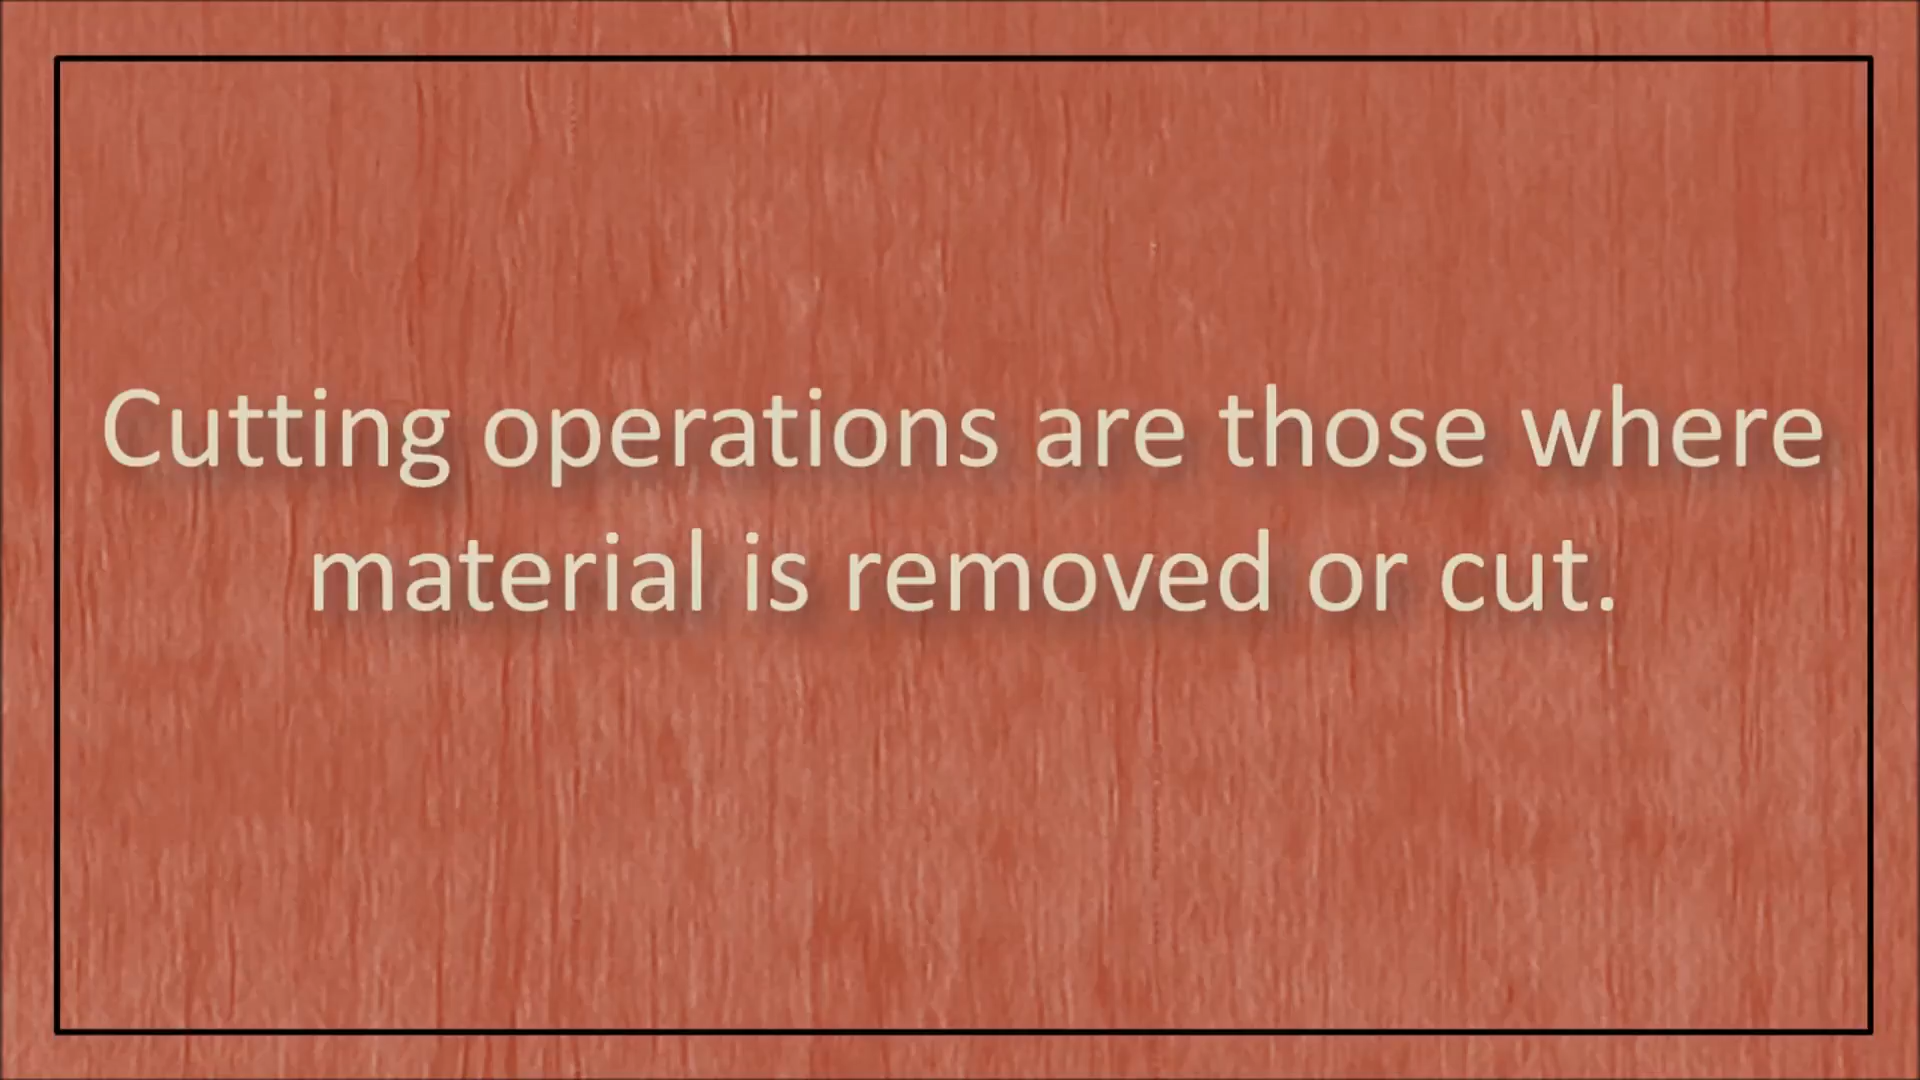 Cutting operations are those where
material is removed or cut.